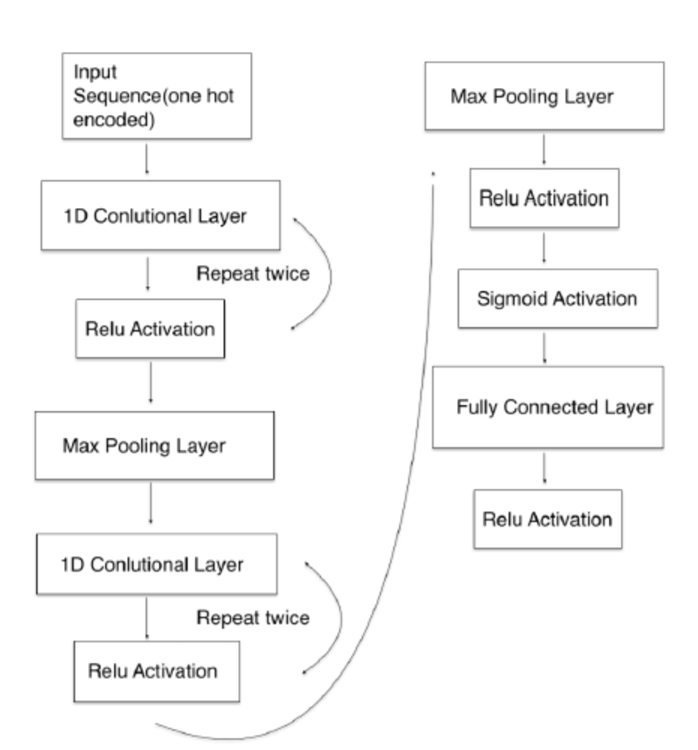 Input
Sequence(one hot
encoded)
1D Conlutional Layer
Repeat twice
Relu Activation
Max Pooling Layer
1D Conlutional Layer
Repeat twice
Relu Activation
Max Pooling Layer
Relu Activation
Sigmoid Activation
Fully Connected Layer
Relu Activation